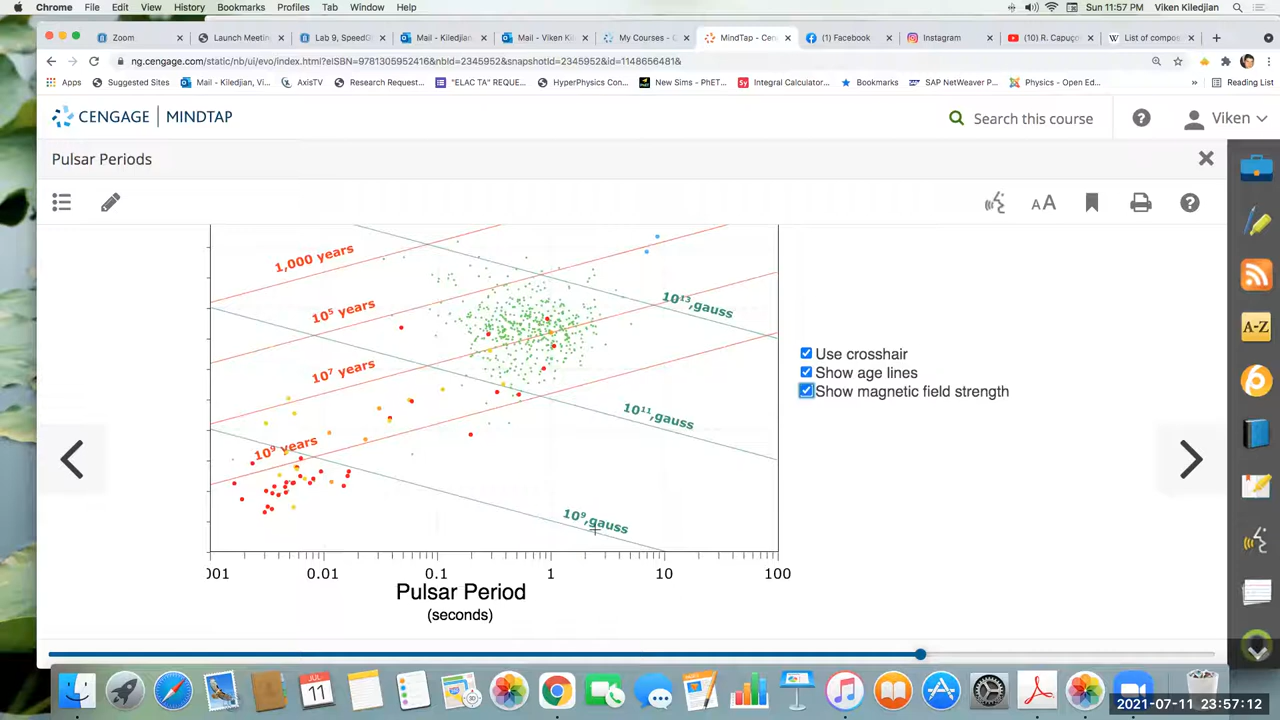 Chrome File Edit View History Bookmarks Profiles Tab Window Help Sun 11:57 PM Viken Kiledjian
Zoom Launch Meetin Lab 9, SpeedG Mail - Kiledjian, Mail - Viken K My Courses - C MindTap - Cen (1) Facebook Instagram (10) R. Capuço List of compos
ng.cengage.com/static/nb/ui/evo/index.html?eISBN=9781305952416&nbId=2345952&snapshotId=2345952&id=1148656481&
Apps Suggested Sites Mail - Kiledjian, Vi... AxisTV Research Request... "ELAC TA" REQUE... HyperPhysics Con... New Sims - PhET... Integral Calculator... Bookmarks SAP NetWeaver P... Physics - Open Ed... » Reading List
CENGAGE | MINDTAP Search this course Viken
Pulsar Periods
AA
1,000 years
10⁵ years
10⁷ years
10⁹ years
10¹³,gauss
10¹¹,gauss
10⁹,gauss
Use crosshair
Show age lines
Show magnetic field strength
001 0.01 0.1 1 10 100
Pulsar Period
(seconds)
A-Z
JUL
11
2021-07-11 23:57:12